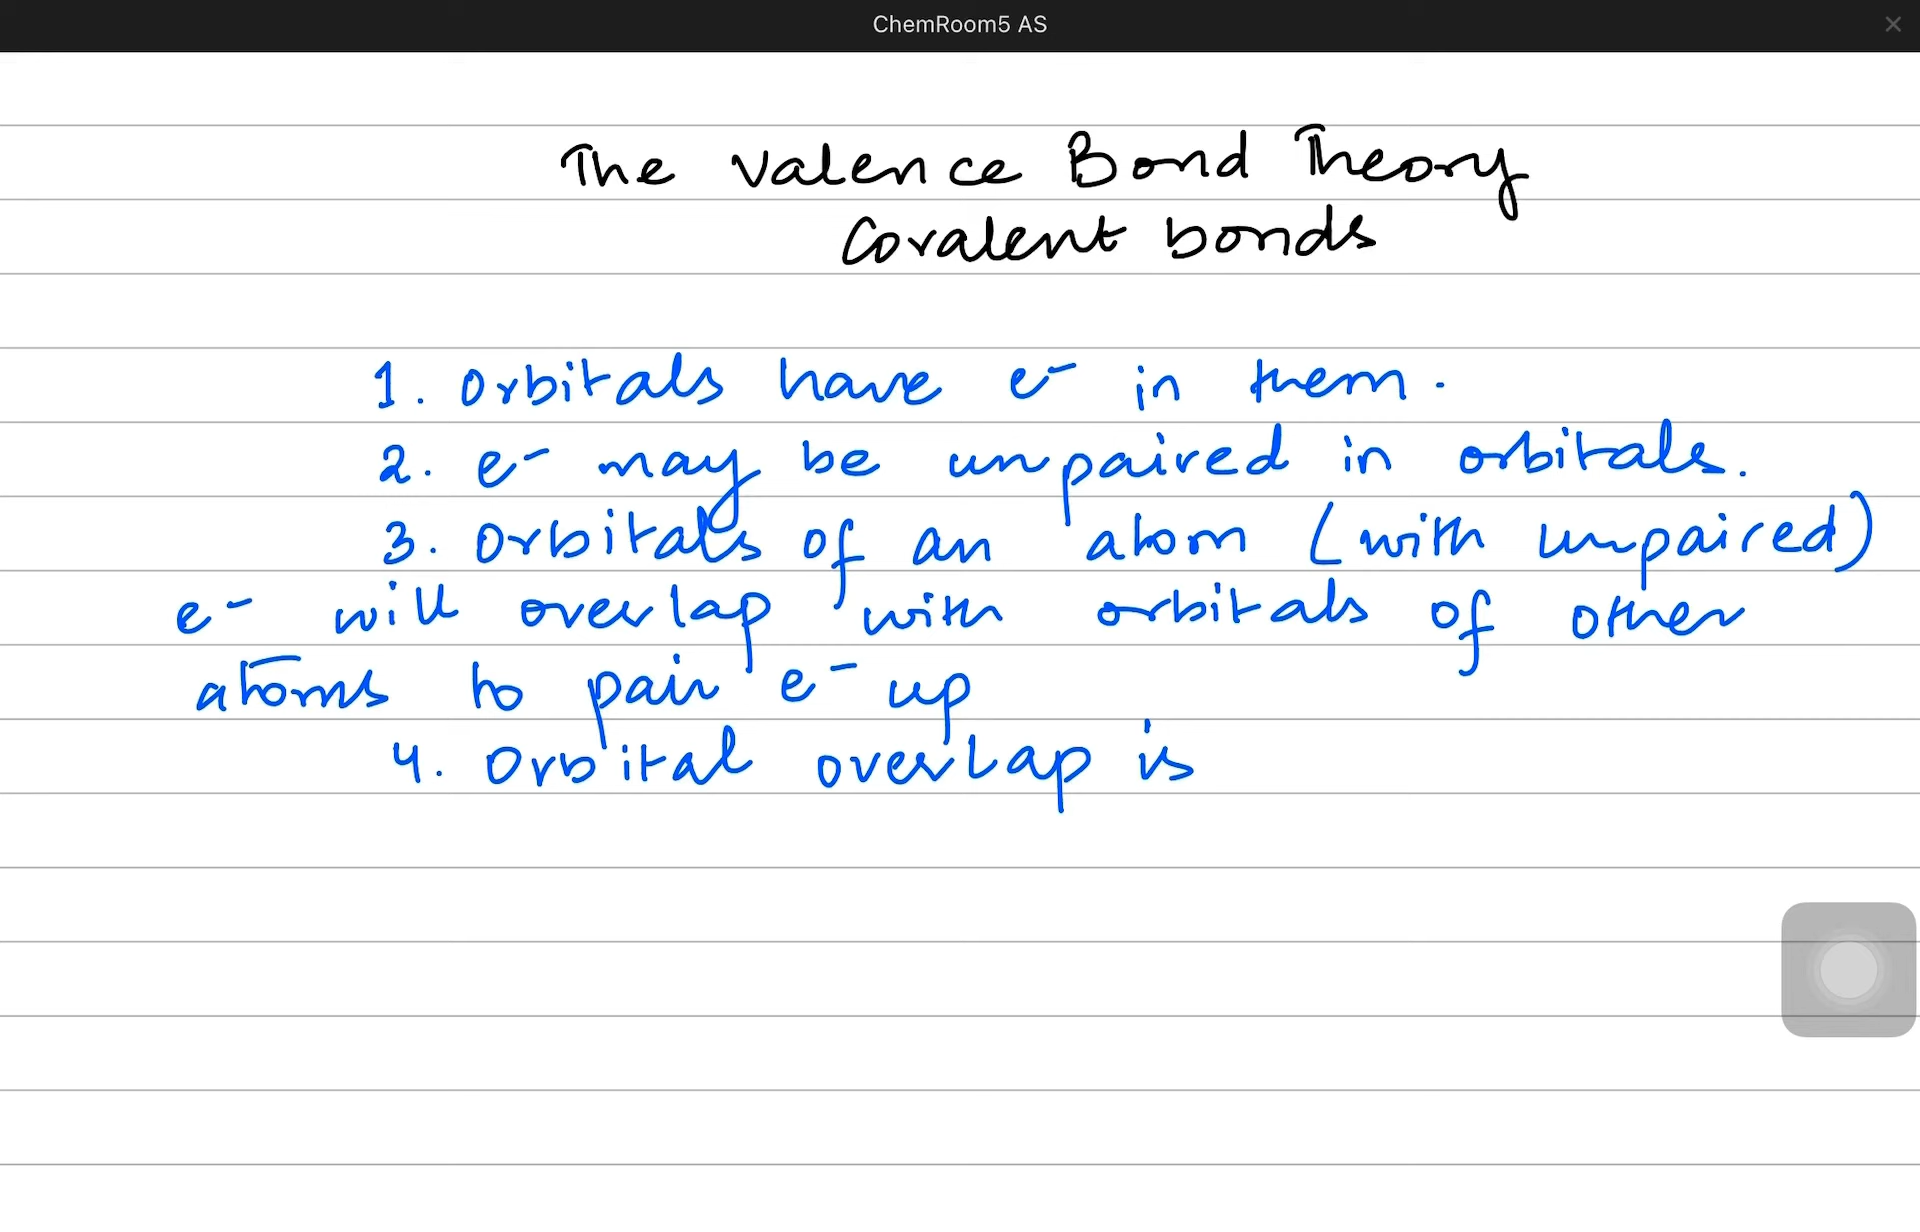 ChemRoom5 AS
The Valence Bond Theory
Covalent bonds
1. Orbitals have e⁻ in them.
2. e⁻ may be unpaired in orbitals.
3. Orbitals of an atom (with unpaired)
e⁻ will overlap with orbitals of other
atoms to pair e⁻ up
4. Orbital overlap is